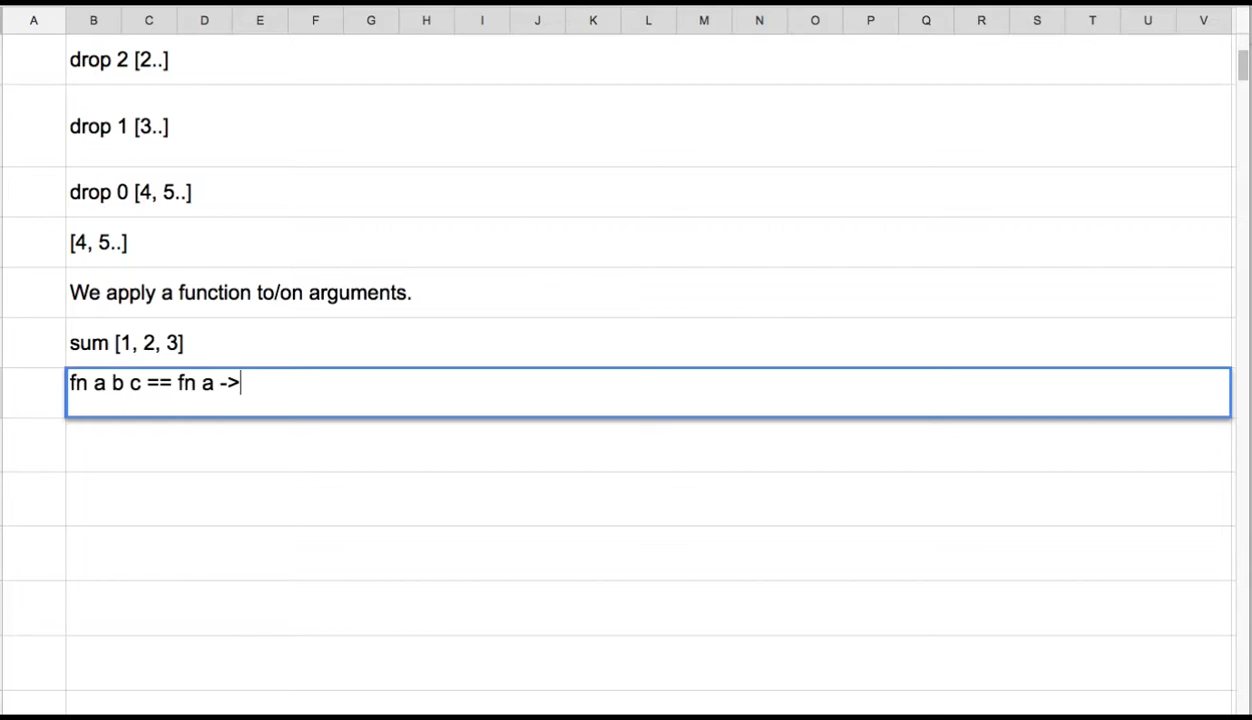 A B C D E F G H I J K L M N O P Q R S T U V
drop 2 [2..]
drop 1 [3..]
drop 0 [4, 5..]
[4, 5..]
We apply a function to/on arguments.
sum [1, 2, 3]
fn a b c == fn a ->